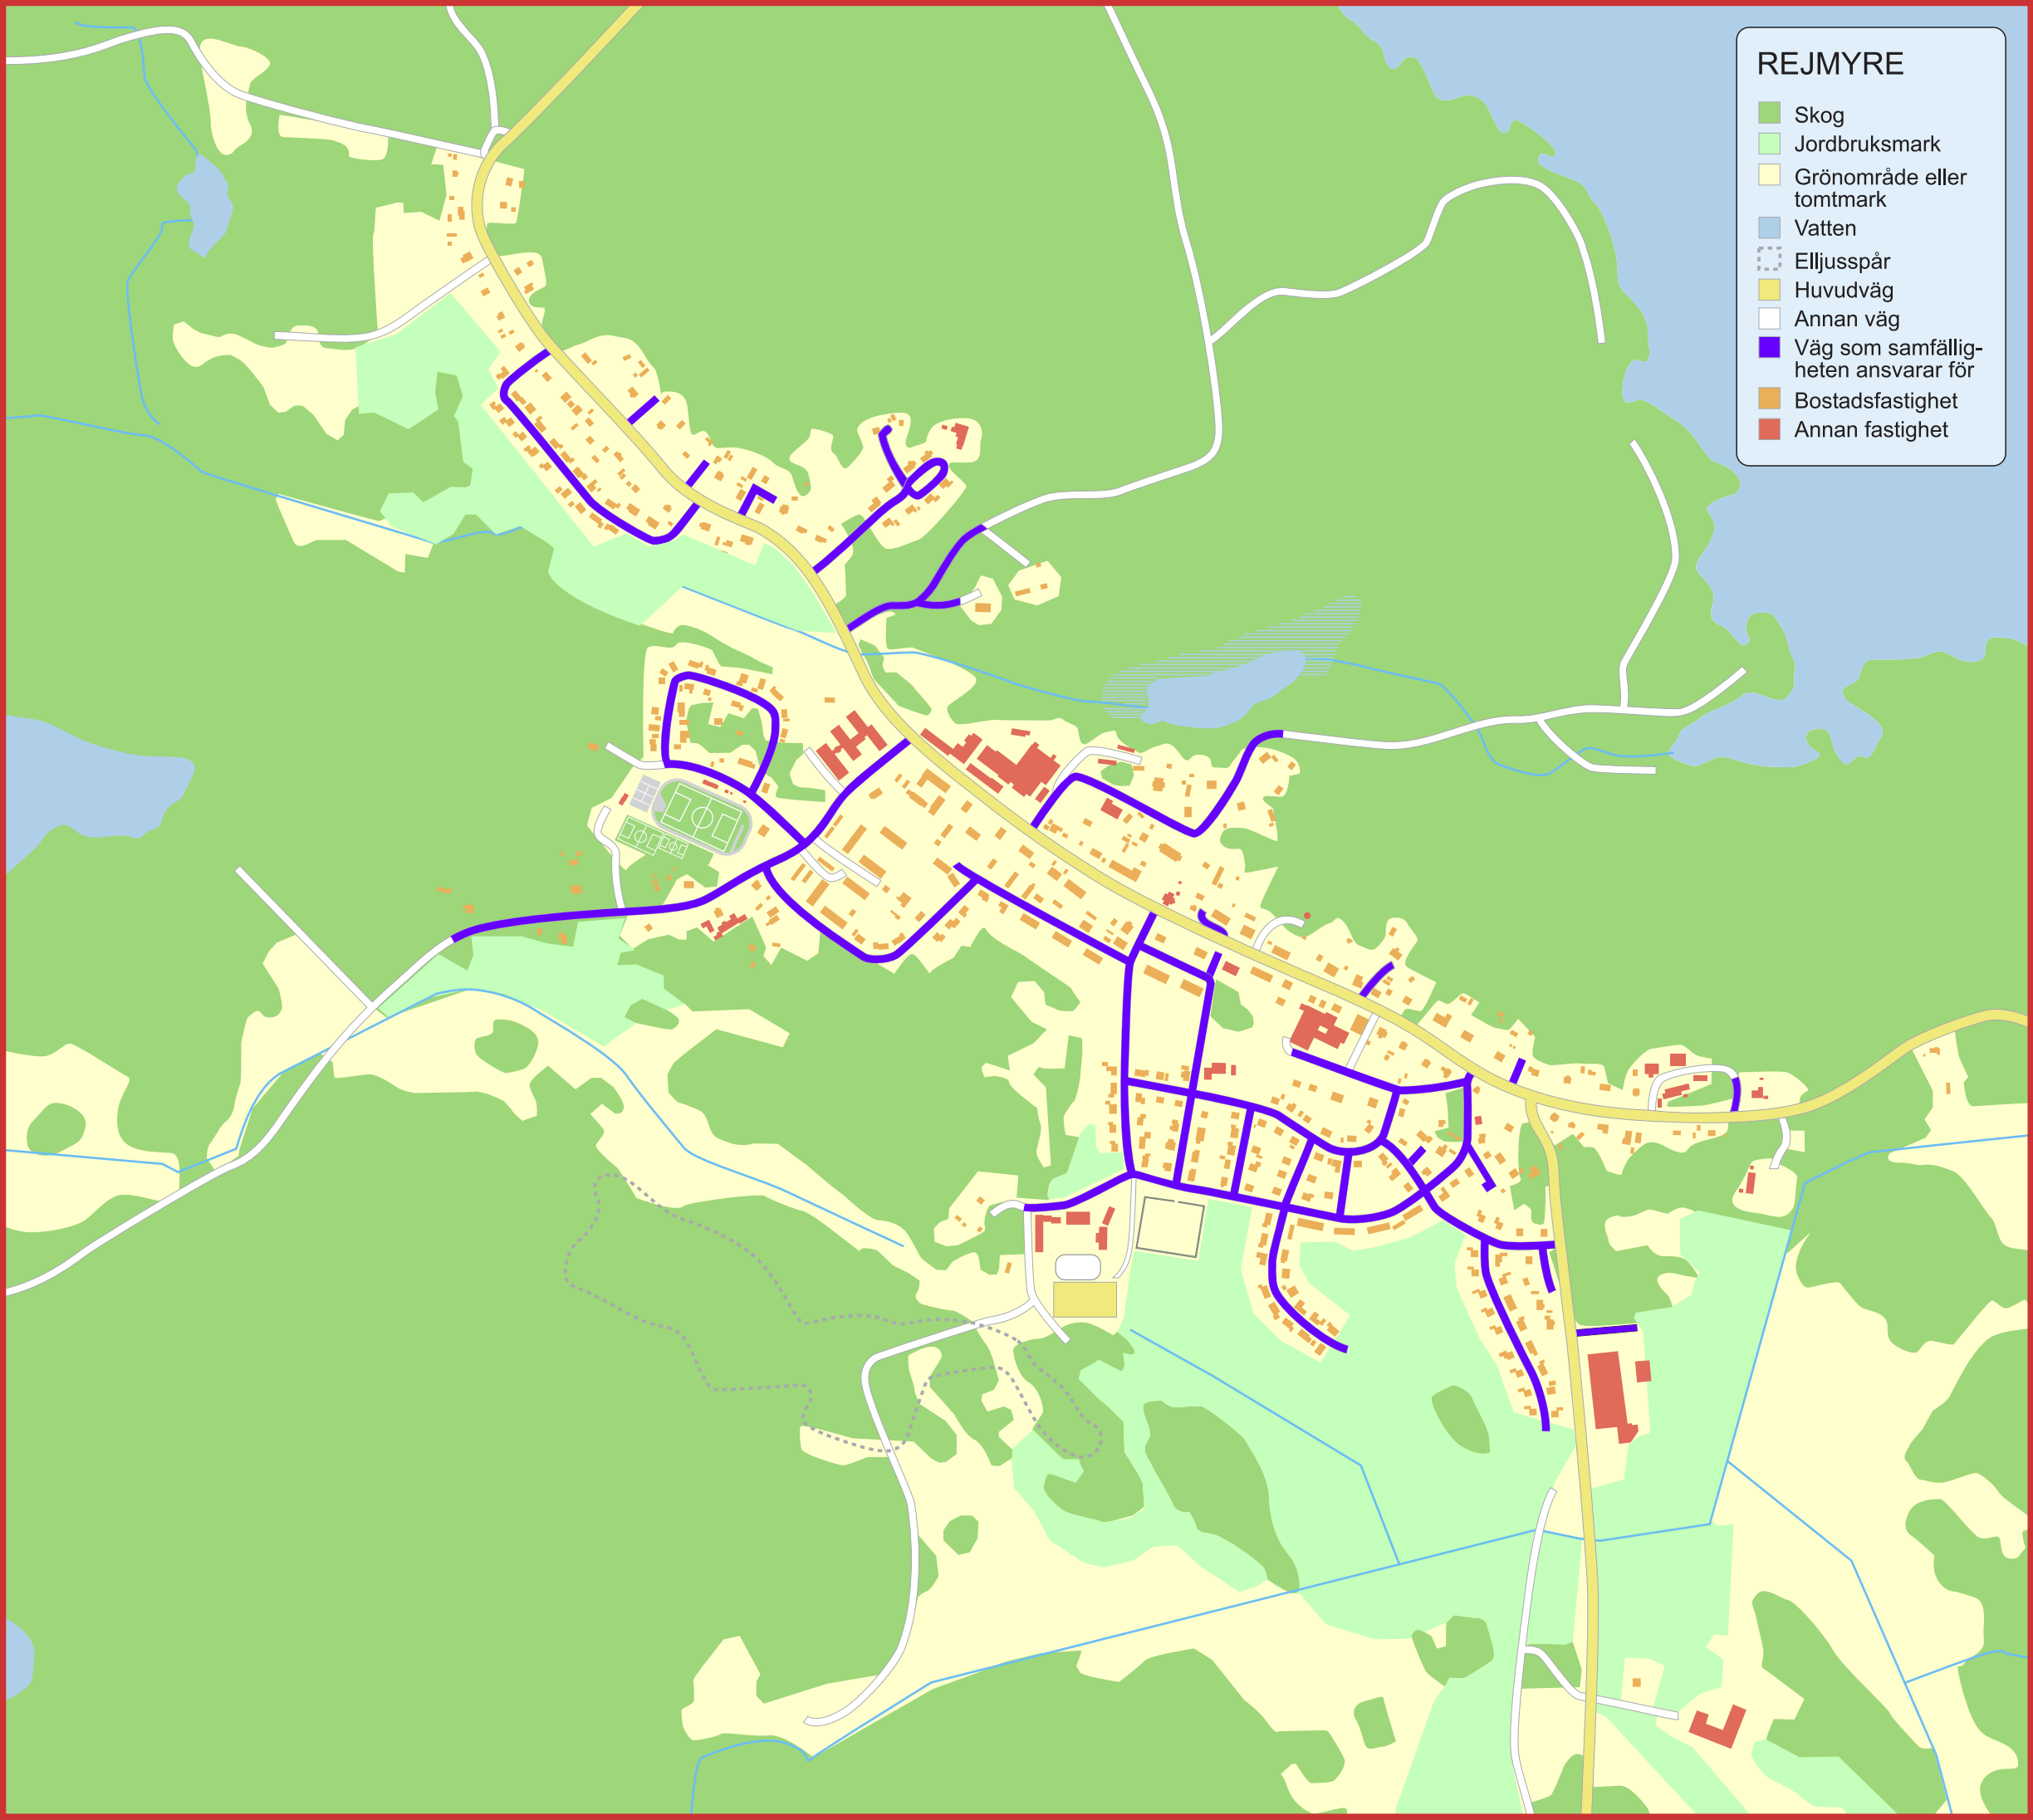 REJMYRE
Skog
Jordbruksmark
Grönområde eller
tomtmark
Vatten
Elljusspår
Huvudväg
Annan väg
Väg som samfällig-
heten ansvarar för
Bostadsfastighet
Annan fastighet